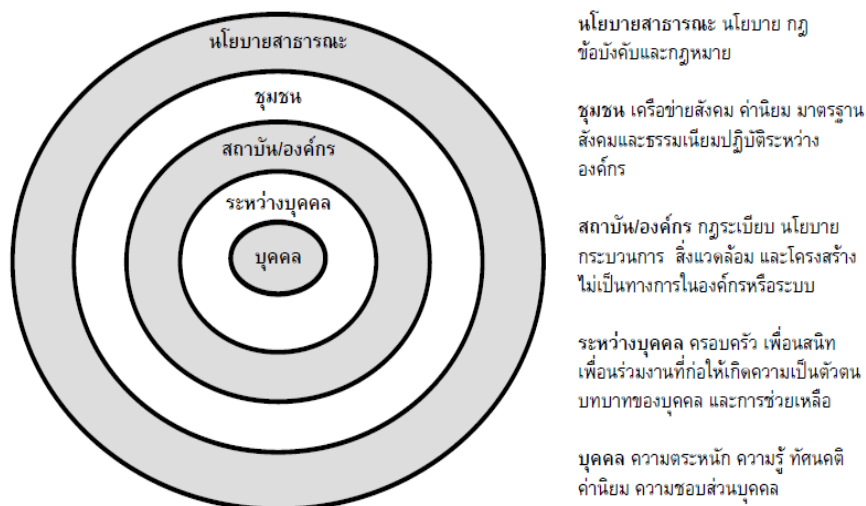 นโยบายสาธารณะ
ชุมชน
สถาบัน/องค์กร
ระหว่างบุคคล
บุคคล
นโยบายสาธารณะ นโยบาย กฎ
ข้อบังคับและกฎหมาย
ชุมชน เครือข่ายสังคม ค่านิยม มาตรฐาน
สังคมและธรรมเนียมปฏิบัติระหว่าง
องค์กร
สถาบัน/องค์กร กฎระเบียบ นโยบาย
กระบวนการ สิ่งแวดล้อม และโครงสร้าง
ไม่เป็นทางการในองค์กรหรือระบบ
ระหว่างบุคคล ครอบครัว เพื่อนสนิท
เพื่อนร่วมงานที่ก่อให้เกิดความเป็นตัวตน
บทบาทของบุคคล และการช่วยเหลือ
บุคคล ความตระหนัก ความรู้ ทัศนคติ
ค่านิยม ความชอบส่วนบุคคล